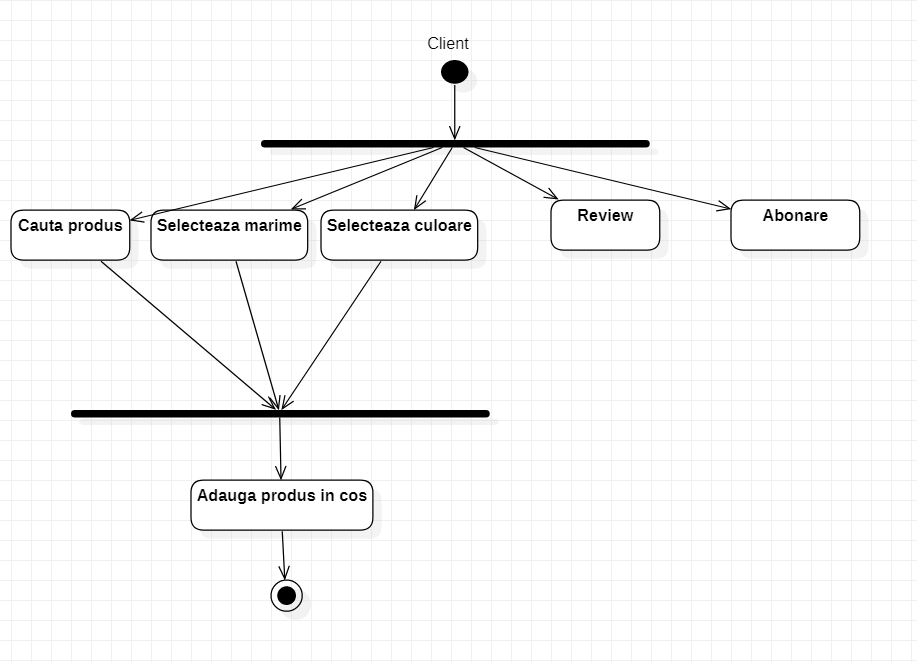 Client
Cauta produs
Selecteaza marime
Selecteaza culoare
Review
Abonare
Adauga produs in cos